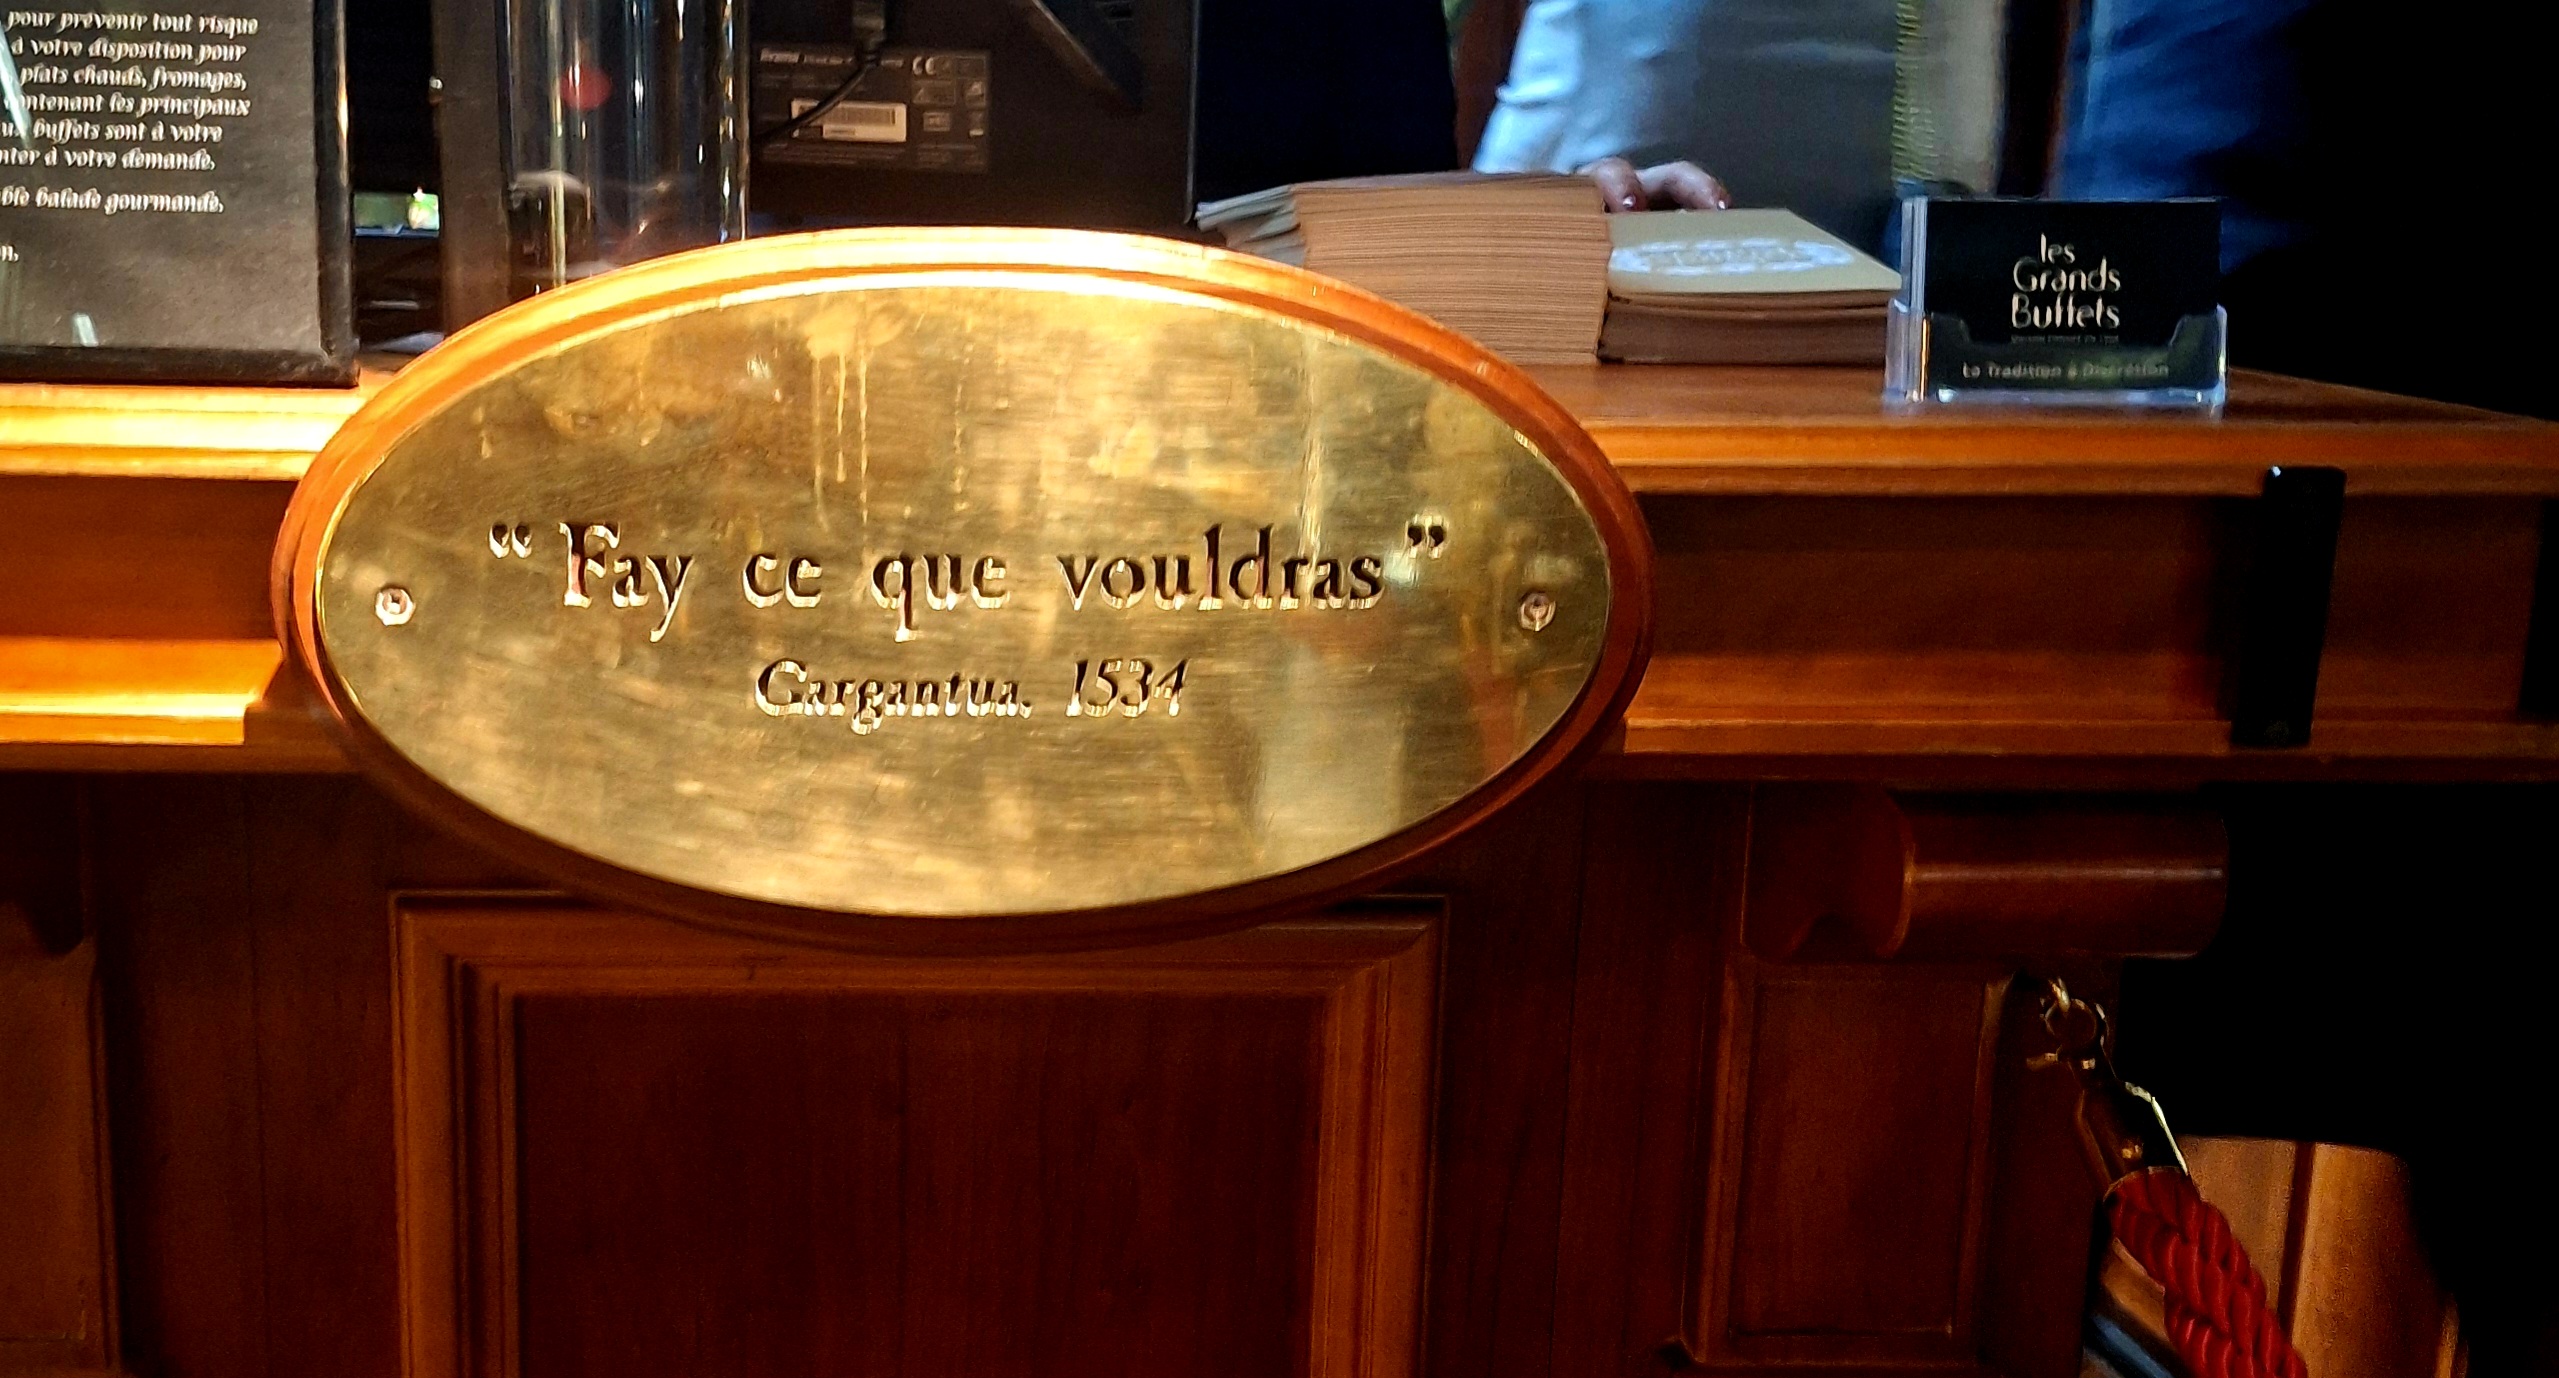 pour prévenir tout risque
à votre disposition pour
plats chauds, fromages,
contenant les principaux
buffets sont à votre
à votre demande.
balade gourmande.
“ Fay ce que vouldras ”
Gargantua, 1534
les
Grands
Buffets
La Tradition à Discrétion